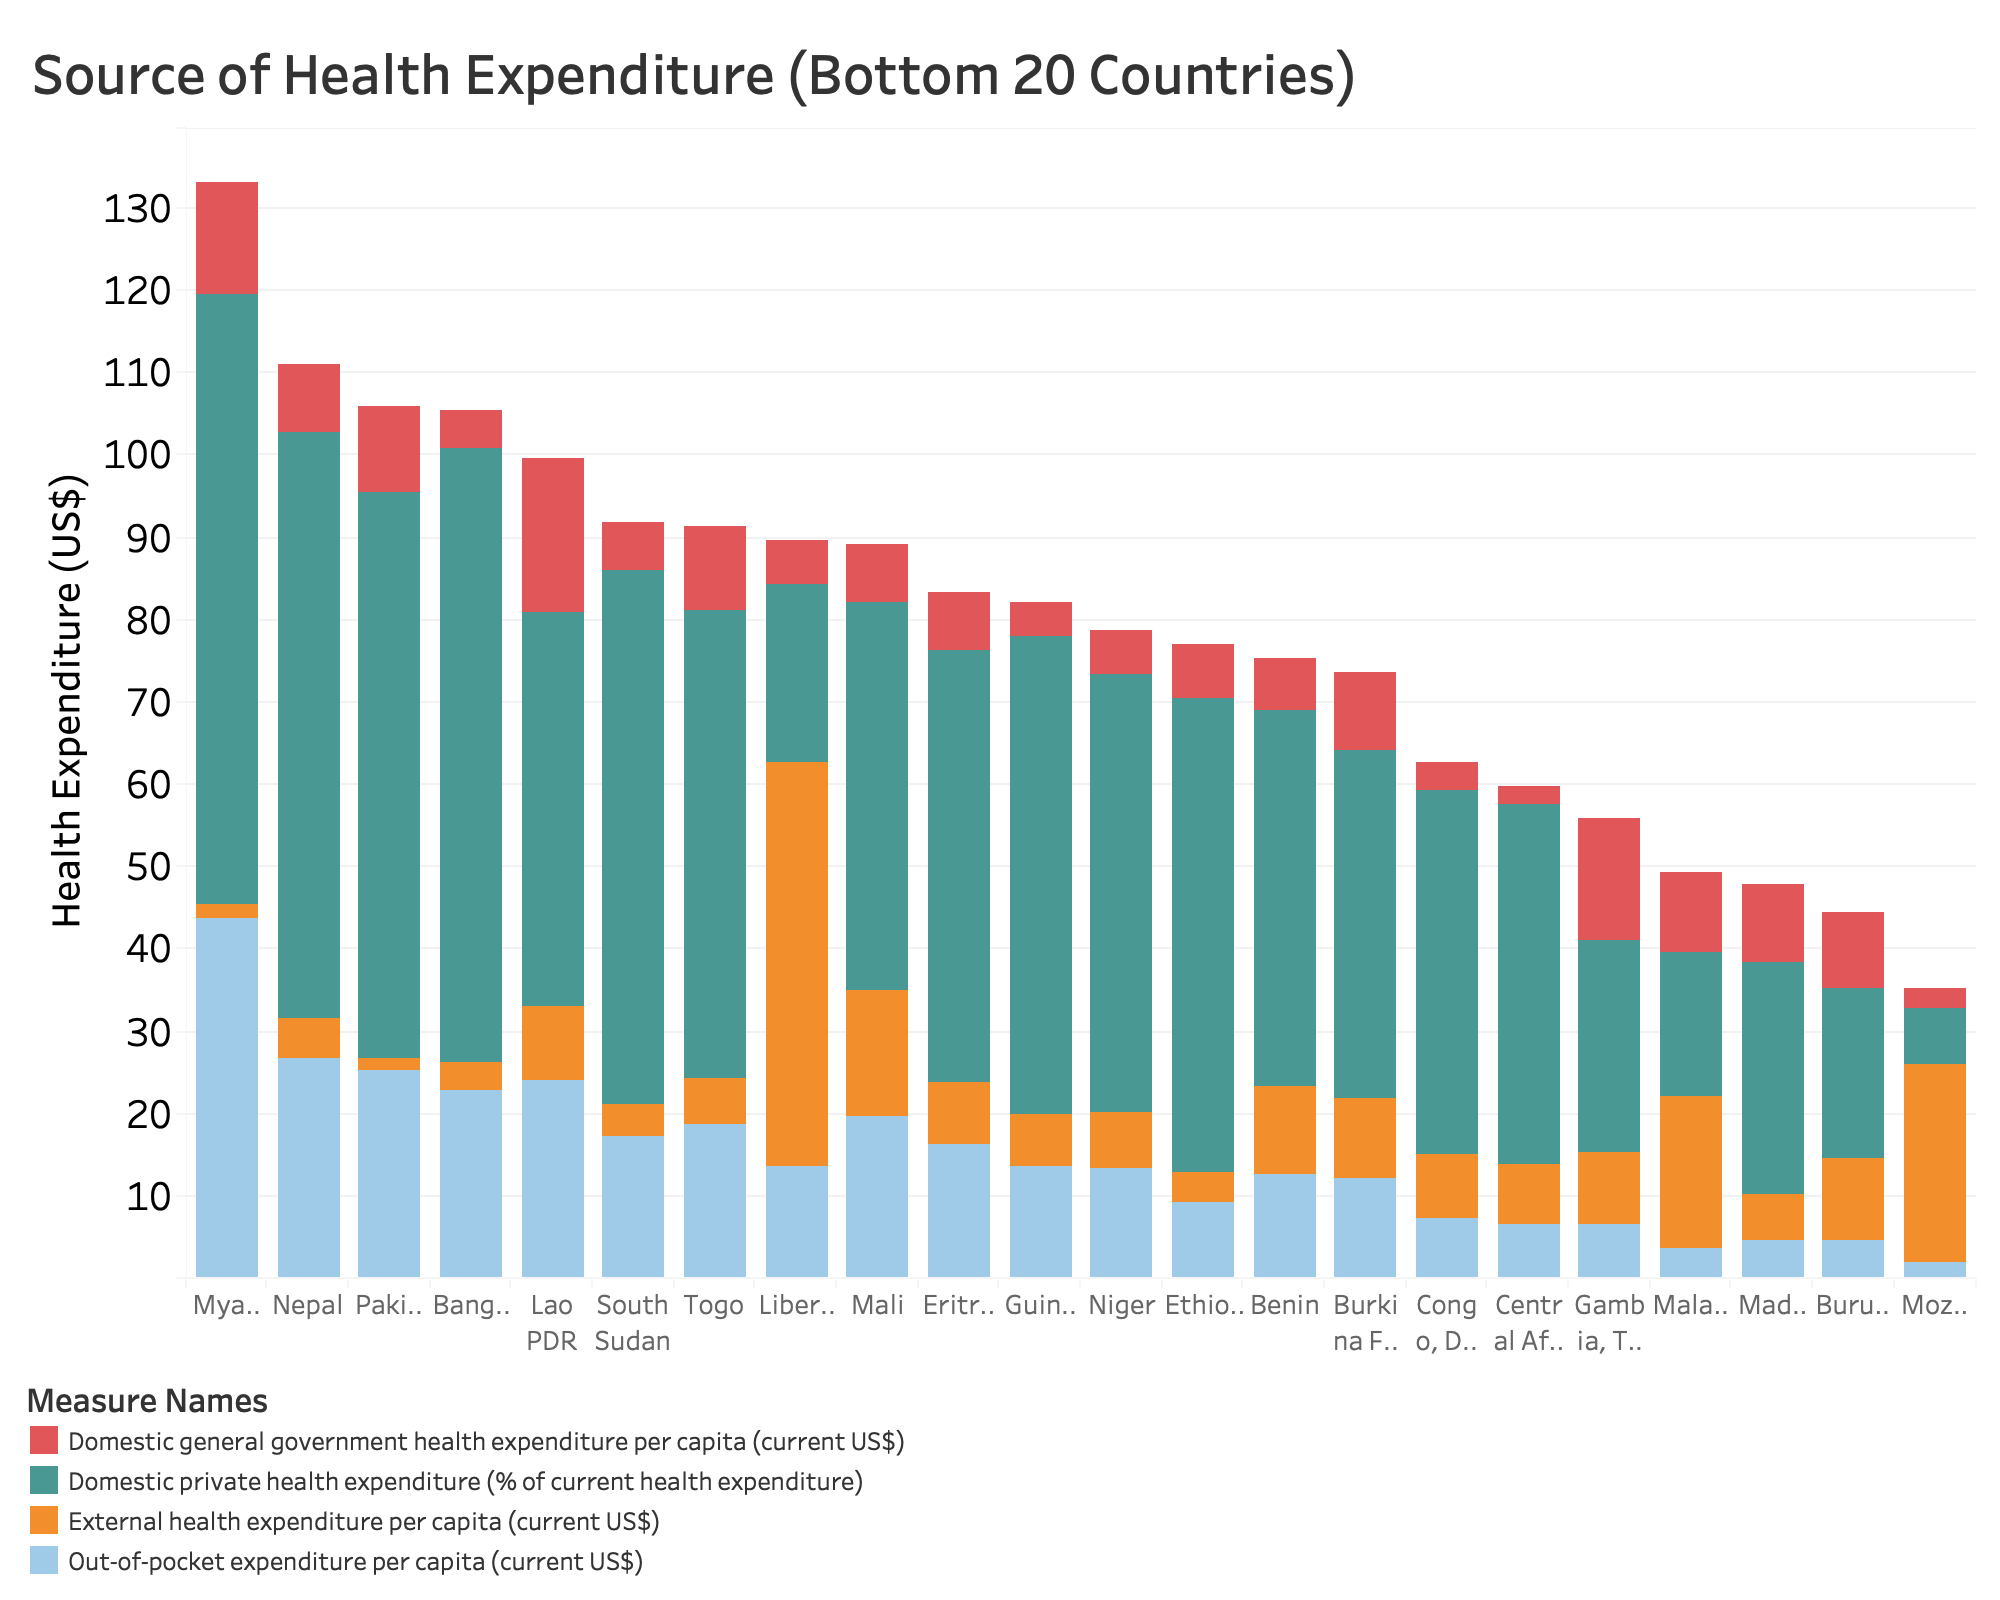 Source of Health Expenditure (Bottom 20 Countries)
Health Expenditure (US$)
130
120
110
100
90
80
70
60
50
40
30
20
10
Mya.. Nepal Paki.. Bang.. Lao South Togo Liber.. Mali Eritr.. Guin.. Niger Ethio.. Benin Burki Cong Centr Gamb Mala.. Mad.. Buru.. Moz..
PDR Sudan na F.. o, D.. al Af.. ia, T..
Measure Names
Domestic general government health expenditure per capita (current US$)
Domestic private health expenditure (% of current health expenditure)
External health expenditure per capita (current US$)
Out-of-pocket expenditure per capita (current US$)